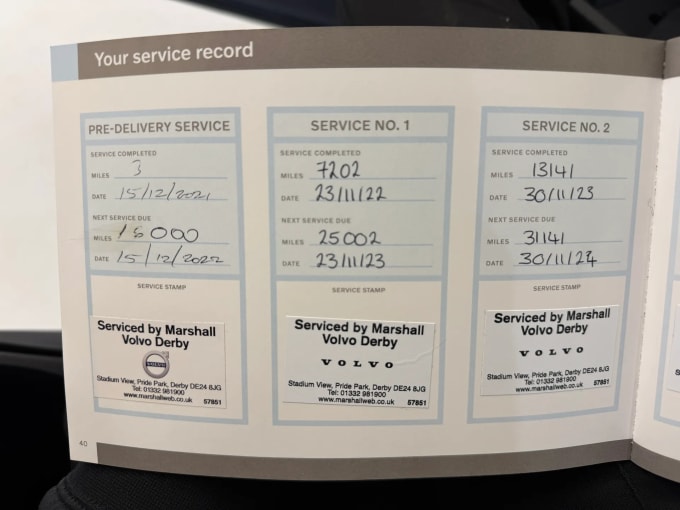 Your service record
PRE-DELIVERY SERVICE
SERVICE COMPLETED
MILES 3
DATE 15/12/2021
NEXT SERVICE DUE
MILES 18000
DATE 15/12/2022
SERVICE STAMP
Serviced by Marshall
Volvo Derby
VOLVO
Stadium View, Pride Park, Derby DE24 8JG
Tel: 01332 981900
www.marshallweb.co.uk 57851
SERVICE NO. 1
SERVICE COMPLETED
MILES 7202
DATE 23/11/22
NEXT SERVICE DUE
MILES 25002
DATE 23/11/23
SERVICE STAMP
Serviced by Marshall
Volvo Derby
VOLVO
Stadium View, Pride Park, Derby DE24 8JG
Tel: 01332 981900
www.marshallweb.co.uk 57851
SERVICE NO. 2
SERVICE COMPLETED
MILES 13141
DATE 30/11/23
NEXT SERVICE DUE
MILES 31141
DATE 30/11/24
SERVICE STAMP
Serviced by Marshall
Volvo Derby
VOLVO
Stadium View, Pride Park, Derby DE24 8JG
Tel: 01332 981900
www.marshallweb.co.uk 57851
40